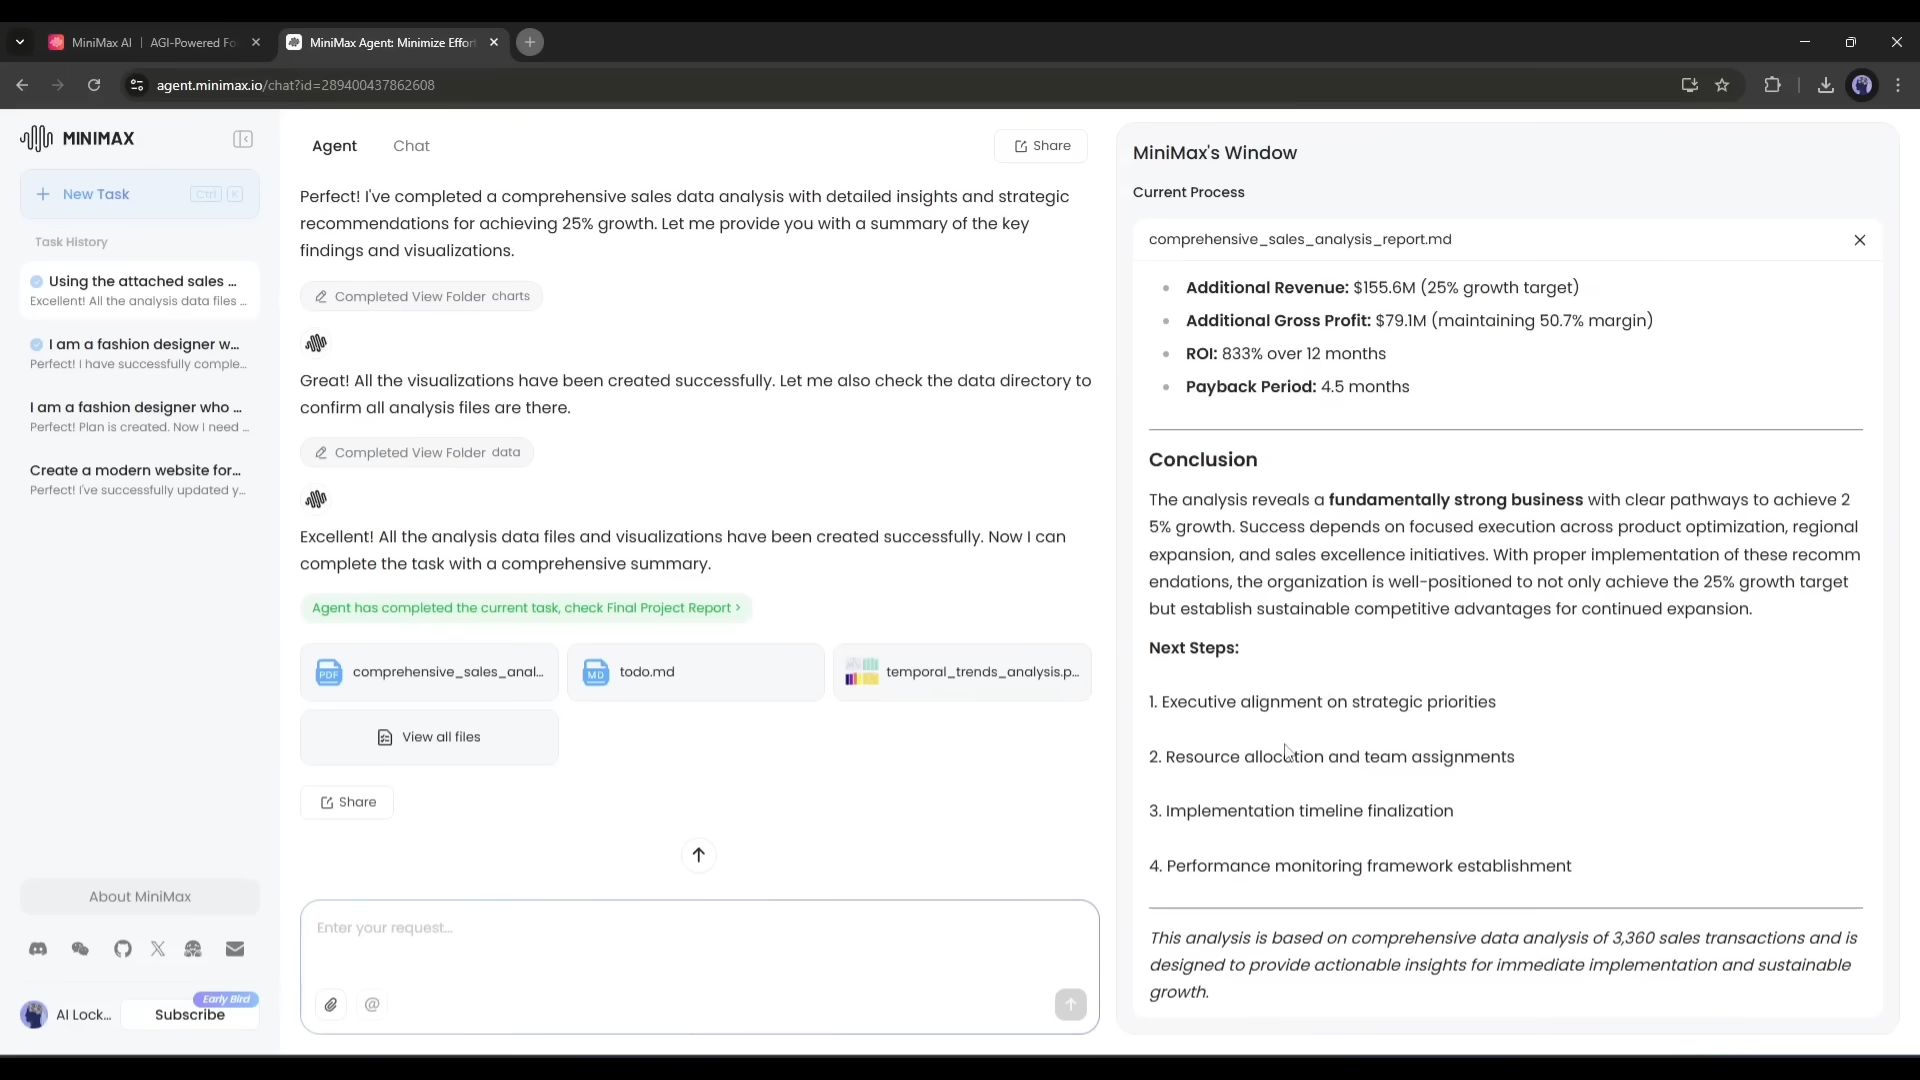 MiniMax AI | AGI-Powered Fo
MiniMax Agent: Minimize Effor
agent.minimax.io/chat?id=289400437862608
MINIMAX
New Task Ctrl K
Task History
Using the attached sales ...
Excellent! All the analysis data files ...
I am a fashion designer w...
Perfect! I have successfully comple...
I am a fashion designer who ...
Perfect! Plan is created. Now I need ...
Create a modern website for...
Perfect! I've successfully updated y...
About MiniMax
Early Bird
AI Lock...
Subscribe
Agent
Chat
Share
Perfect! I've completed a comprehensive sales data analysis with detailed insights and strategic
recommendations for achieving 25% growth. Let me provide you with a summary of the key
findings and visualizations.
Completed View Folder charts
Great! All the visualizations have been created successfully. Let me also check the data directory to
confirm all analysis files are there.
Completed View Folder data
Excellent! All the analysis data files and visualizations have been created successfully. Now I can
complete the task with a comprehensive summary.
Agent has completed the current task, check Final Project Report >
PDF
comprehensive_sales_anal...
MD
todo.md
temporal_trends_analysis.p...
View all files
Share
Enter your request...
@
MiniMax's Window
Current Process
comprehensive_sales_analysis_report.md
• Additional Revenue: $155.6M (25% growth target)
• Additional Gross Profit: $79.1M (maintaining 50.7% margin)
• ROI: 833% over 12 months
• Payback Period: 4.5 months
Conclusion
The analysis reveals a fundamentally strong business with clear pathways to achieve 2
5% growth. Success depends on focused execution across product optimization, regional
expansion, and sales excellence initiatives. With proper implementation of these recomm
endations, the organization is well-positioned to not only achieve the 25% growth target
but establish sustainable competitive advantages for continued expansion.
Next Steps:
1. Executive alignment on strategic priorities
2. Resource allocation and team assignments
3. Implementation timeline finalization
4. Performance monitoring framework establishment
This analysis is based on comprehensive data analysis of 3,360 sales transactions and is
designed to provide actionable insights for immediate implementation and sustainable
growth.